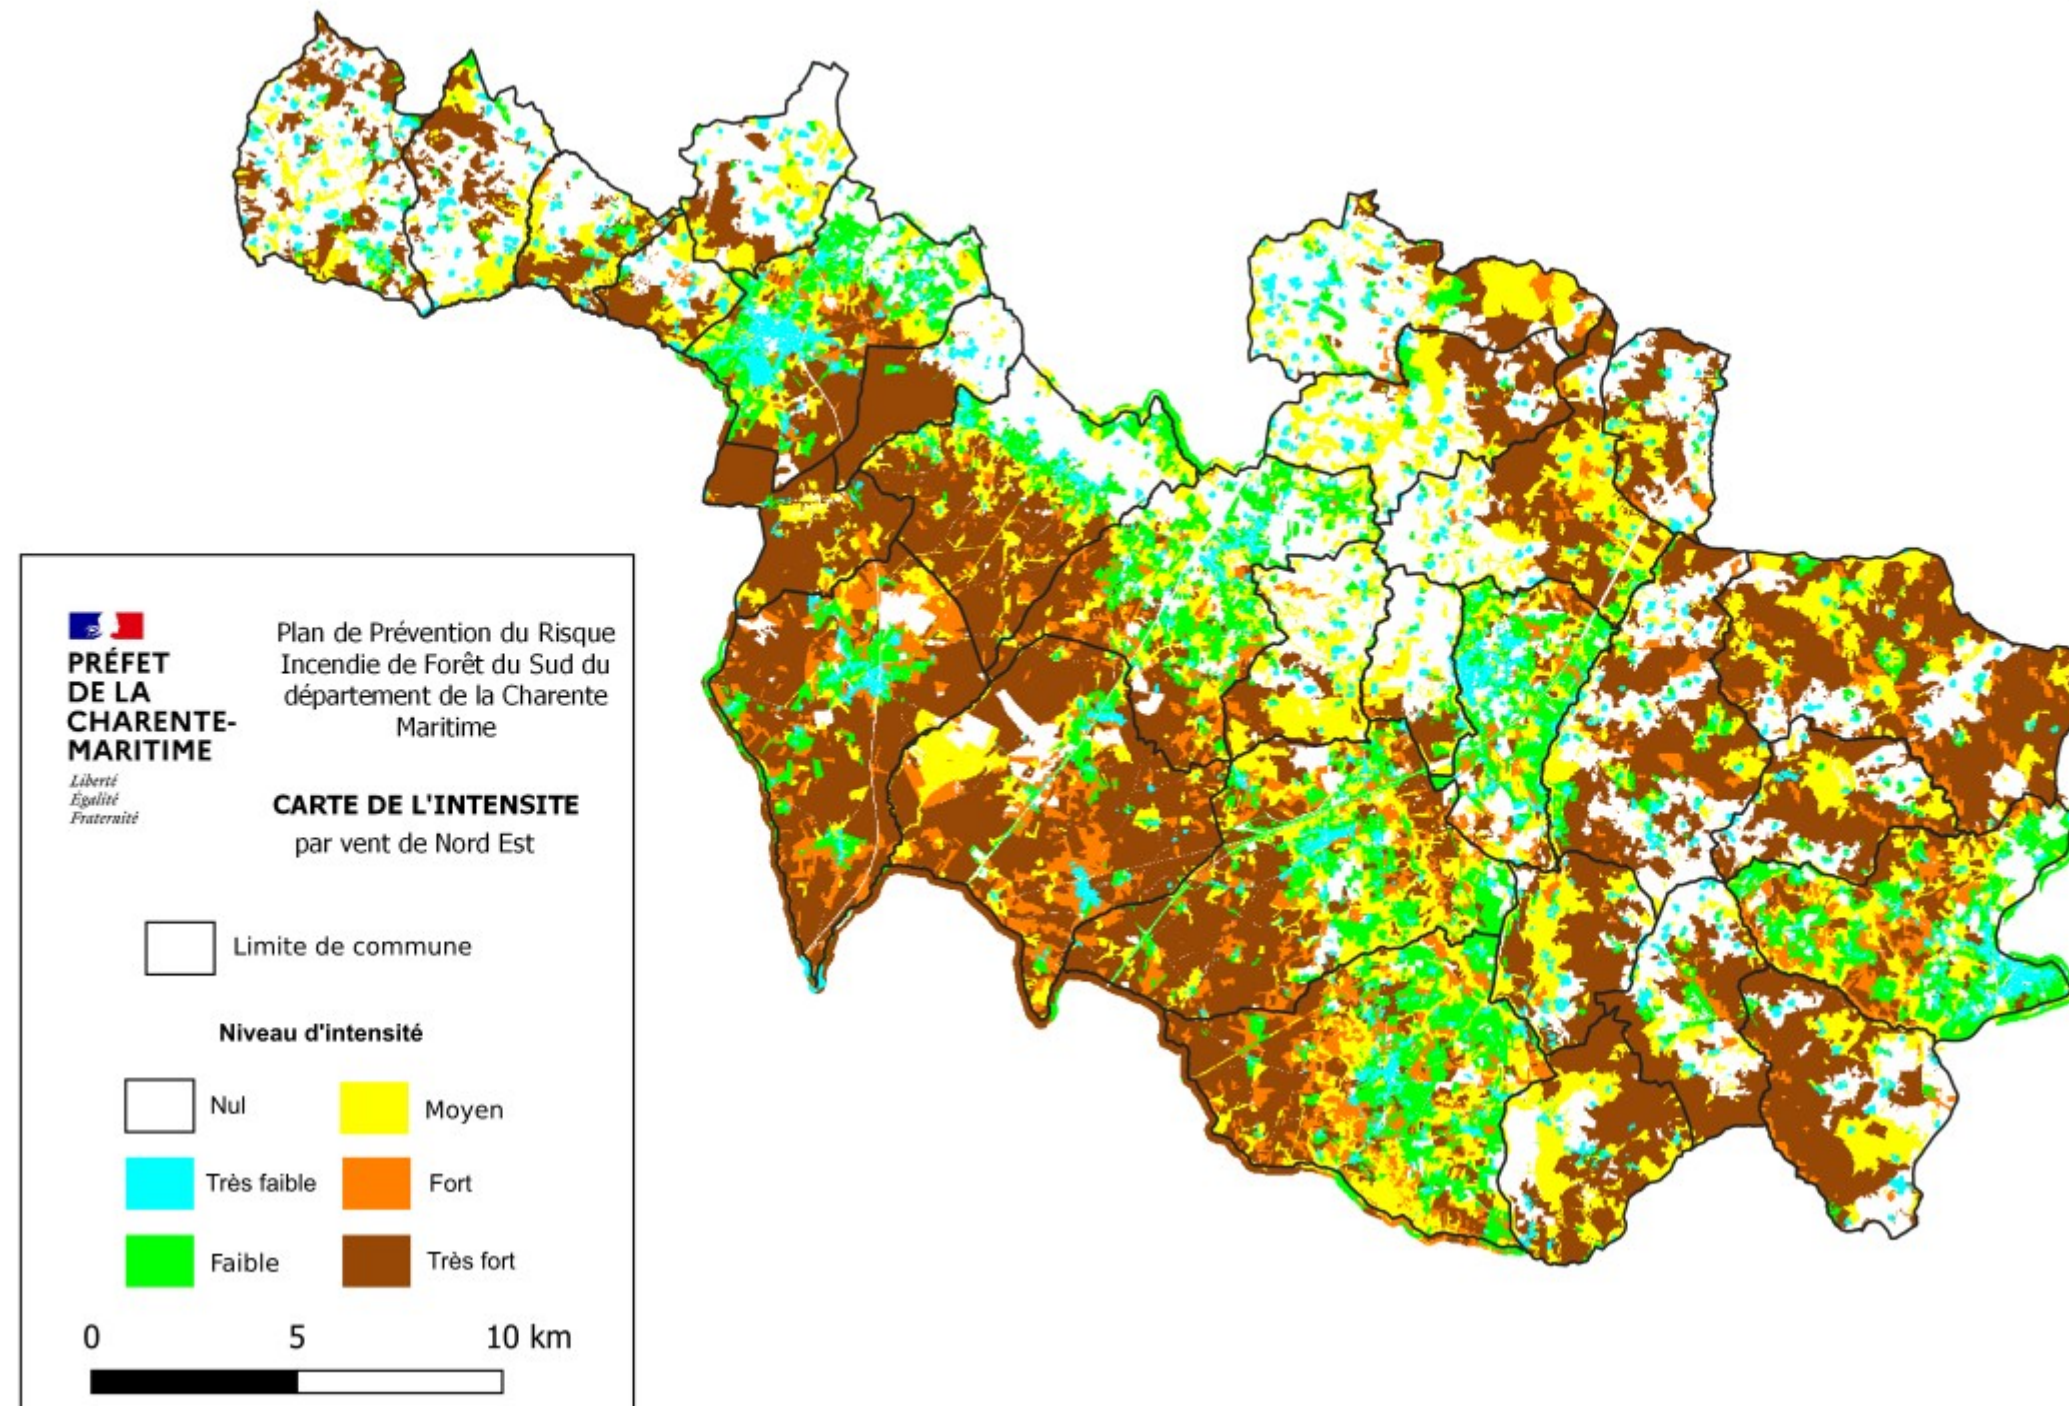 PRÉFET
DE LA
CHARENTE-
MARITIME
Liberté
Égalité
Fraternité
Plan de Prévention du Risque
Incendie de Forêt du Sud du
département de la Charente
Maritime
CARTE DE L'INTENSITE
par vent de Nord Est
Limite de commune
Niveau d'intensité
Nul
Moyen
Très faible
Fort
Faible
Très fort
0 5 10 km